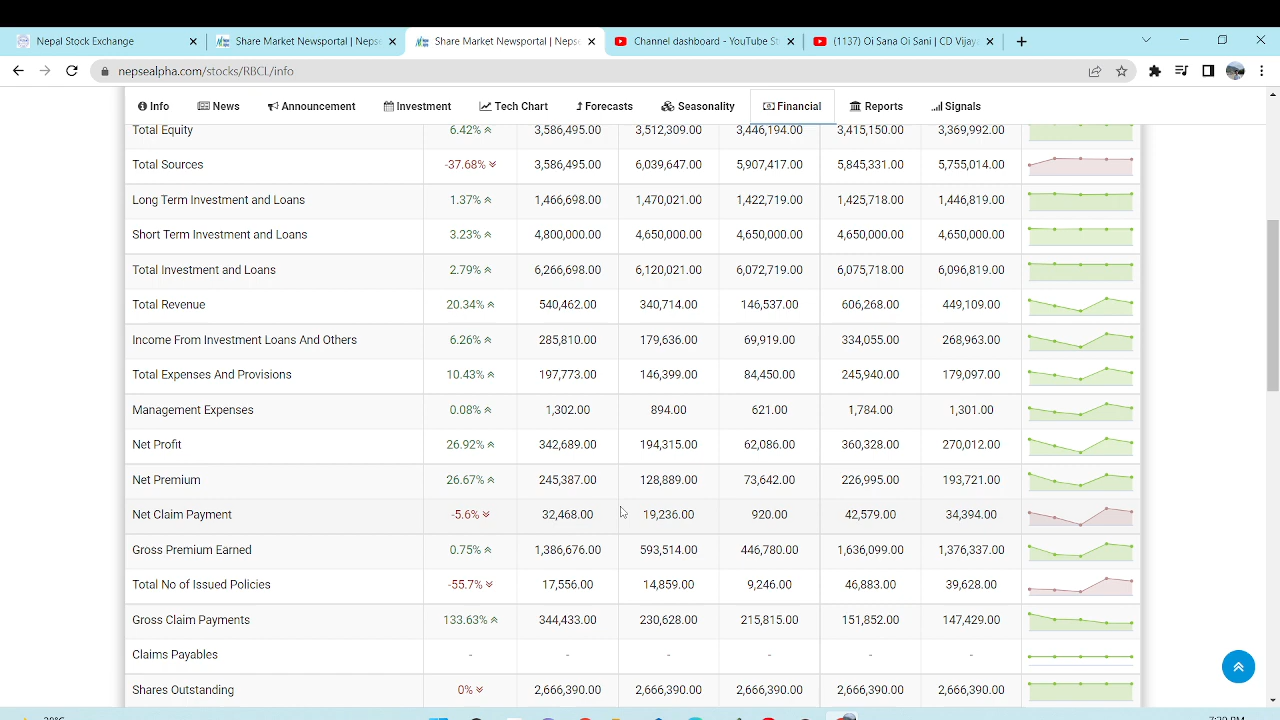 Nepal Stock Exchange
Share Market Newsportal | Nepse
Share Market Newsportal | Nepse
Channel dashboard - YouTube St
(1137) Oi Sana Oi Sani | CD Vijay
nepsealpha.com/stocks/RBCL/info
Info News Announcement Investment Tech Chart Forecasts Seasonality Financial Reports Signals
Total Equity 6.42% 3,586,495.00 3,512,309.00 3,446,194.00 3,415,150.00 3,369,992.00
Total Sources -37.68% 3,586,495.00 6,039,647.00 5,907,417.00 5,845,331.00 5,755,014.00
Long Term Investment and Loans 1.37% 1,466,698.00 1,470,021.00 1,422,719.00 1,425,718.00 1,446,819.00
Short Term Investment and Loans 3.23% 4,800,000.00 4,650,000.00 4,650,000.00 4,650,000.00 4,650,000.00
Total Investment and Loans 2.79% 6,266,698.00 6,120,021.00 6,072,719.00 6,075,718.00 6,096,819.00
Total Revenue 20.34% 540,462.00 340,714.00 146,537.00 606,268.00 449,109.00
Income From Investment Loans And Others 6.26% 285,810.00 179,636.00 69,919.00 334,055.00 268,963.00
Total Expenses And Provisions 10.43% 197,773.00 146,399.00 84,450.00 245,940.00 179,097.00
Management Expenses 0.08% 1,302.00 894.00 621.00 1,784.00 1,301.00
Net Profit 26.92% 342,689.00 194,315.00 62,086.00 360,328.00 270,012.00
Net Premium 26.67% 245,387.00 128,889.00 73,642.00 226,995.00 193,721.00
Net Claim Payment -5.6% 32,468.00 19,236.00 920.00 42,579.00 34,394.00
Gross Premium Earned 0.75% 1,386,676.00 593,514.00 446,780.00 1,636,099.00 1,376,337.00
Total No of Issued Policies -55.7% 17,556.00 14,859.00 9,246.00 46,883.00 39,628.00
Gross Claim Payments 133.63% 344,433.00 230,628.00 215,815.00 151,852.00 147,429.00
Claims Payables - - - - - -
Shares Outstanding 0% 2,666,390.00 2,666,390.00 2,666,390.00 2,666,390.00 2,666,390.00